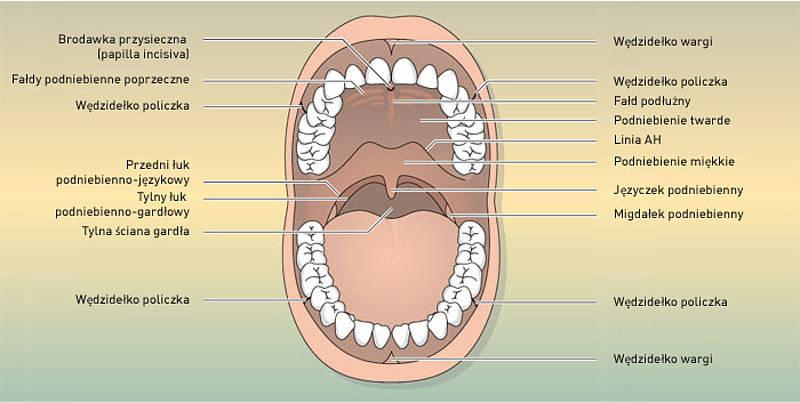 Brodawka przysieczna
(papilla incisiva)
Fałdy podniebienne poprzeczne
Wędzidełko policzka
Przedni łuk
podniebienno-językowy
Tylny łuk
podniebienno-gardłowy
Tylna ściana gardła
Wędzidełko policzka
Wędzidełko wargi
Wędzidełko policzka
Fałd podłużny
Podniebienie twarde
Linia AH
Podniebienie miękkie
Języczek podniebienny
Migdałek podniebienny
Wędzidełko policzka
Wędzidełko wargi